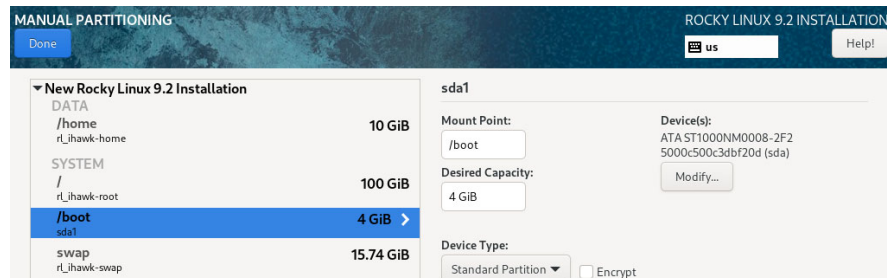 MANUAL PARTITIONING
ROCKY LINUX 9.2 INSTALLATION
Done
us
Help!
New Rocky Linux 9.2 Installation
DATA
/home 10 GiB
rl_ihawk-home
SYSTEM
/ 100 GiB
rl_ihawk-root
/boot 4 GiB
sda1
swap 15.74 GiB
rl_ihawk-swap
sda1
Mount Point:
/boot
Desired Capacity:
4 GiB
Device(s):
ATA ST1000NM0008-2F2
5000c500c3dbf20d (sda)
Modify...
Device Type:
Standard Partition
Encrypt